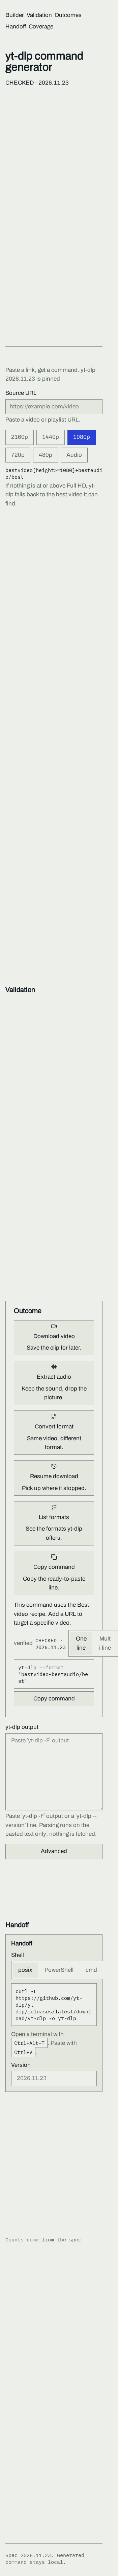 Builder Validation Outcomes
Handoff Coverage
yt-dlp command
generator
CHECKED · 2026.11.23
Paste a link, get a command. yt-dlp
2026.11.23 is pinned
Source URL
https://example.com/video
Paste a video or playlist URL.
2160p 1440p 1080p
720p 480p Audio
bestvideo[height>=1080]+bestaudi
o/best
If nothing is at or above Full HD, yt-
dlp falls back to the best video it can
find.
Validation
Outcome
Download video
Save the clip for later.
Extract audio
Keep the sound, drop the
picture.
Convert format
Same video, different
format.
Resume download
Pick up where it stopped.
List formats
See the formats yt-dlp
offers.
Copy command
Copy the ready-to-paste
line.
This command uses the Best
video recipe. Add a URL to
target a specific video.
verified
CHECKED ·
2026.11.23
One
line
Mult
i line
yt-dlp --format
'bestvideo+bestaudio/be
st'
Copy command
yt-dlp output
Paste 'yt-dlp -F' output...
Paste 'yt-dlp -F' output or a 'yt-dlp --
version' line. Parsing runs on the
pasted text only; nothing is fetched.
Advanced
Handoff
Handoff
Shell
posix PowerShell cmd
curl -L
https://github.com/yt-
dlp/yt-
dlp/releases/latest/downl
oad/yt-dlp -o yt-dlp
Open a terminal with
Ctrl+Alt+T. Paste with
Ctrl+V
Version
2026.11.23
Counts come from the spec
Spec 2026.11.23. Generated
command stays local.